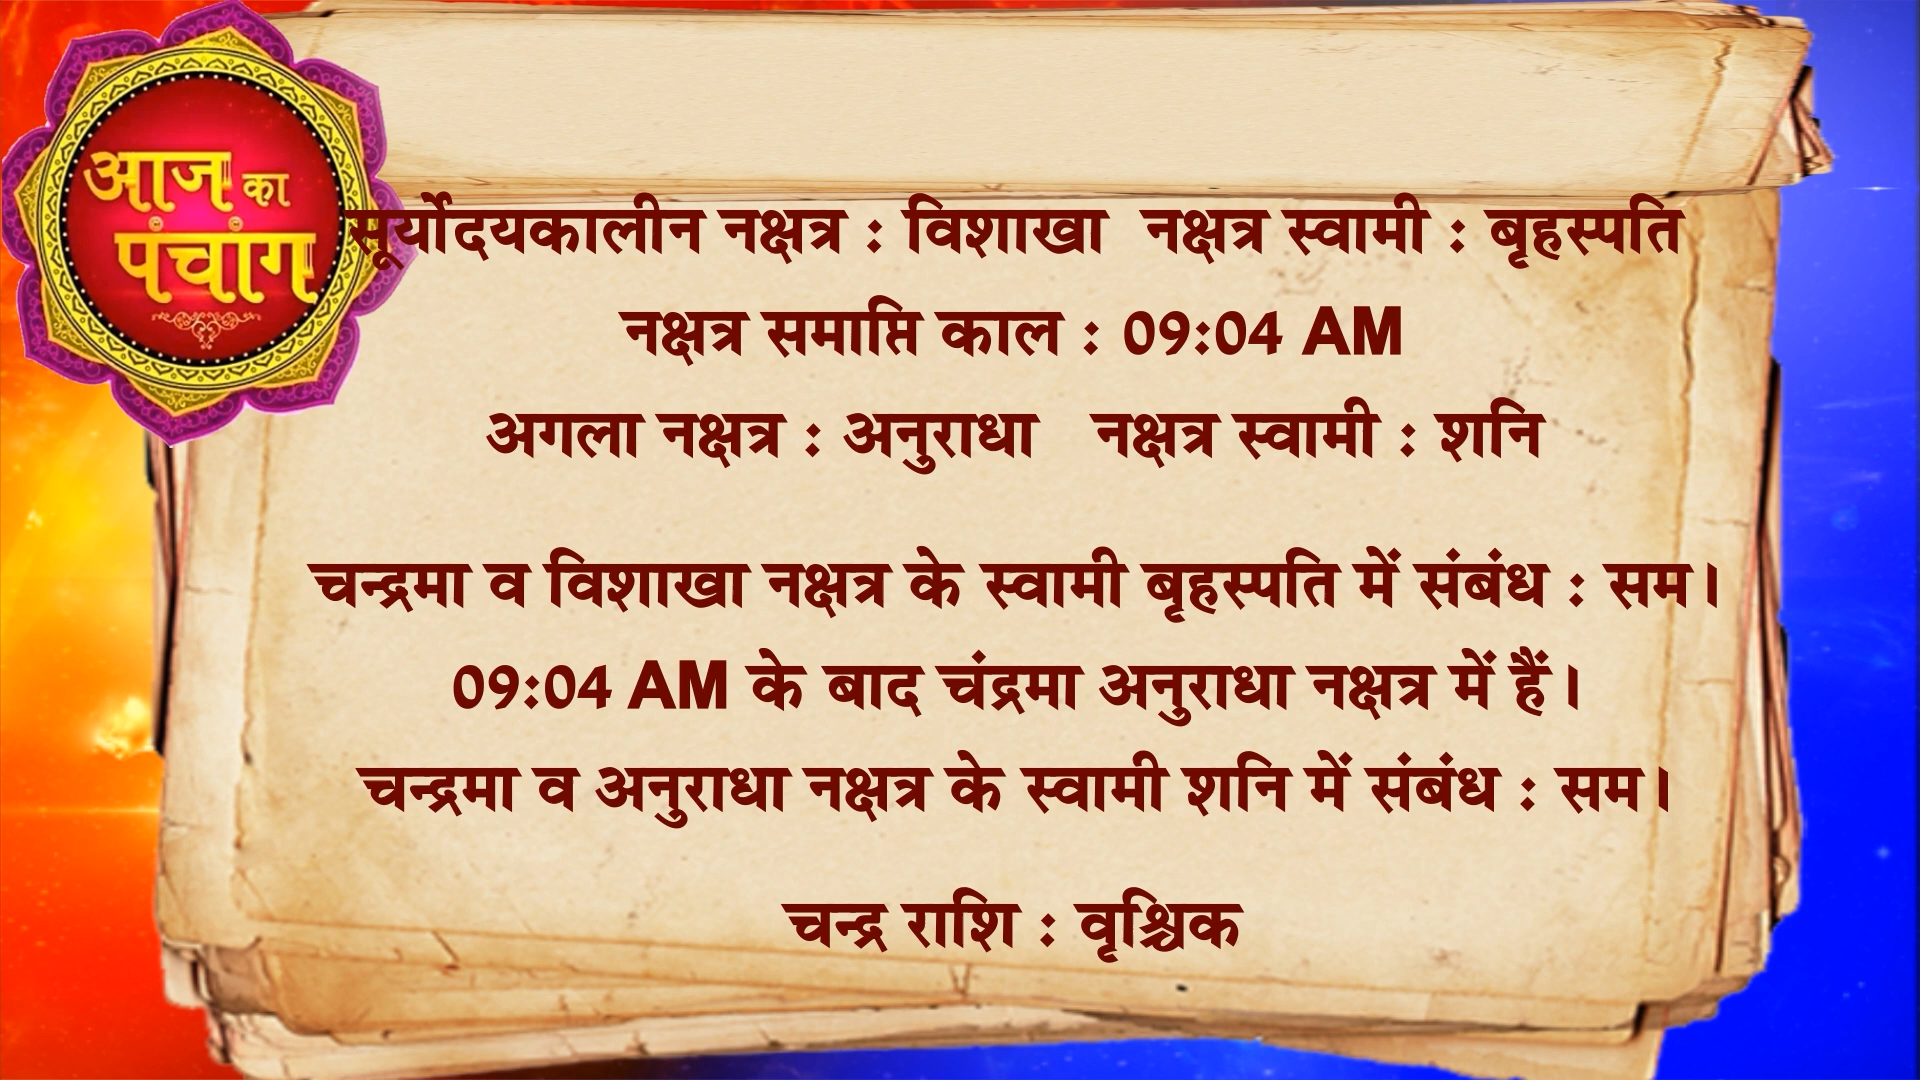 आज का
पंचांग
सूर्योदयकालीन नक्षत्र : विशाखा नक्षत्र स्वामी : बृहस्पति
नक्षत्र समाप्ति काल : 09:04 AM
अगला नक्षत्र : अनुराधा नक्षत्र स्वामी : शनि
चन्द्रमा व विशाखा नक्षत्र के स्वामी बृहस्पति में संबंध : सम।
09:04 AM के बाद चंद्रमा अनुराधा नक्षत्र में हैं।
चन्द्रमा व अनुराधा नक्षत्र के स्वामी शनि में संबंध : सम।
चन्द्र राशि : वृश्चिक